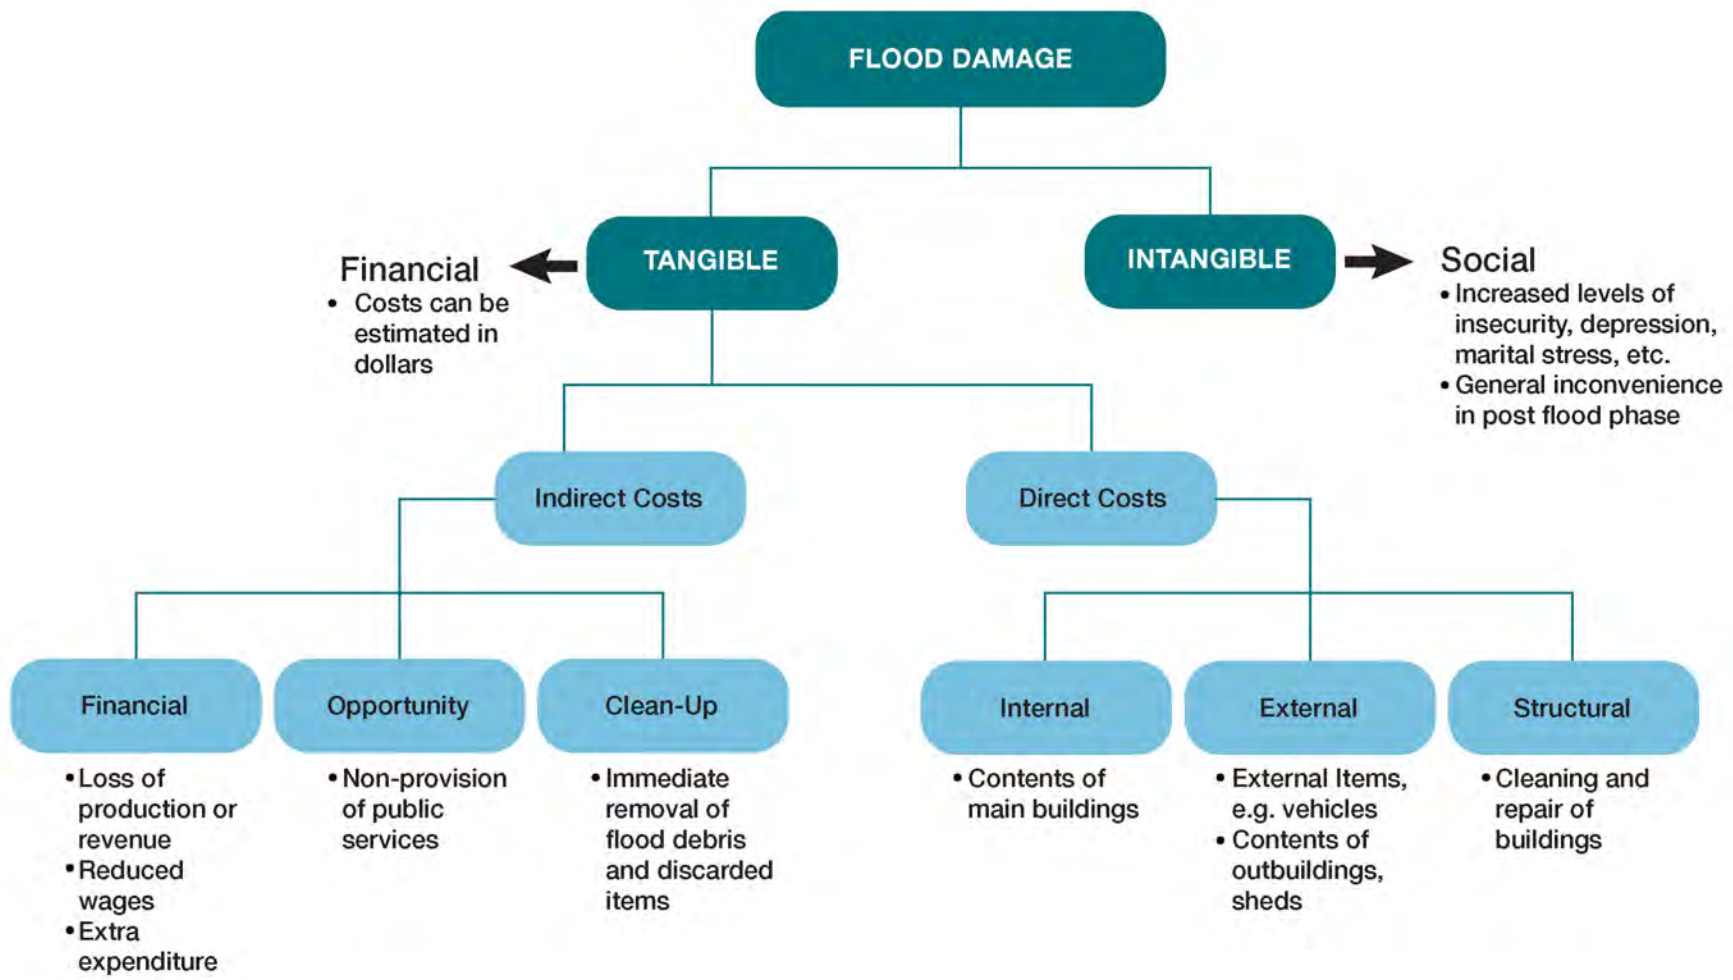 FLOOD DAMAGE
TANGIBLE
INTANGIBLE
Financial
• Costs can be
estimated in
dollars
Social
• Increased levels of
insecurity, depression,
marital stress, etc.
• General inconvenience
in post flood phase
Indirect Costs
Direct Costs
Financial
Opportunity
Clean-Up
Internal
External
Structural
• Loss of
production or
revenue
• Reduced
wages
• Extra
expenditure
• Non-provision
of public
services
• Immediate
removal of
flood debris
and discarded
items
• Contents of
main buildings
• External Items,
e.g. vehicles
• Contents of
outbuildings,
sheds
• Cleaning and
repair of
buildings